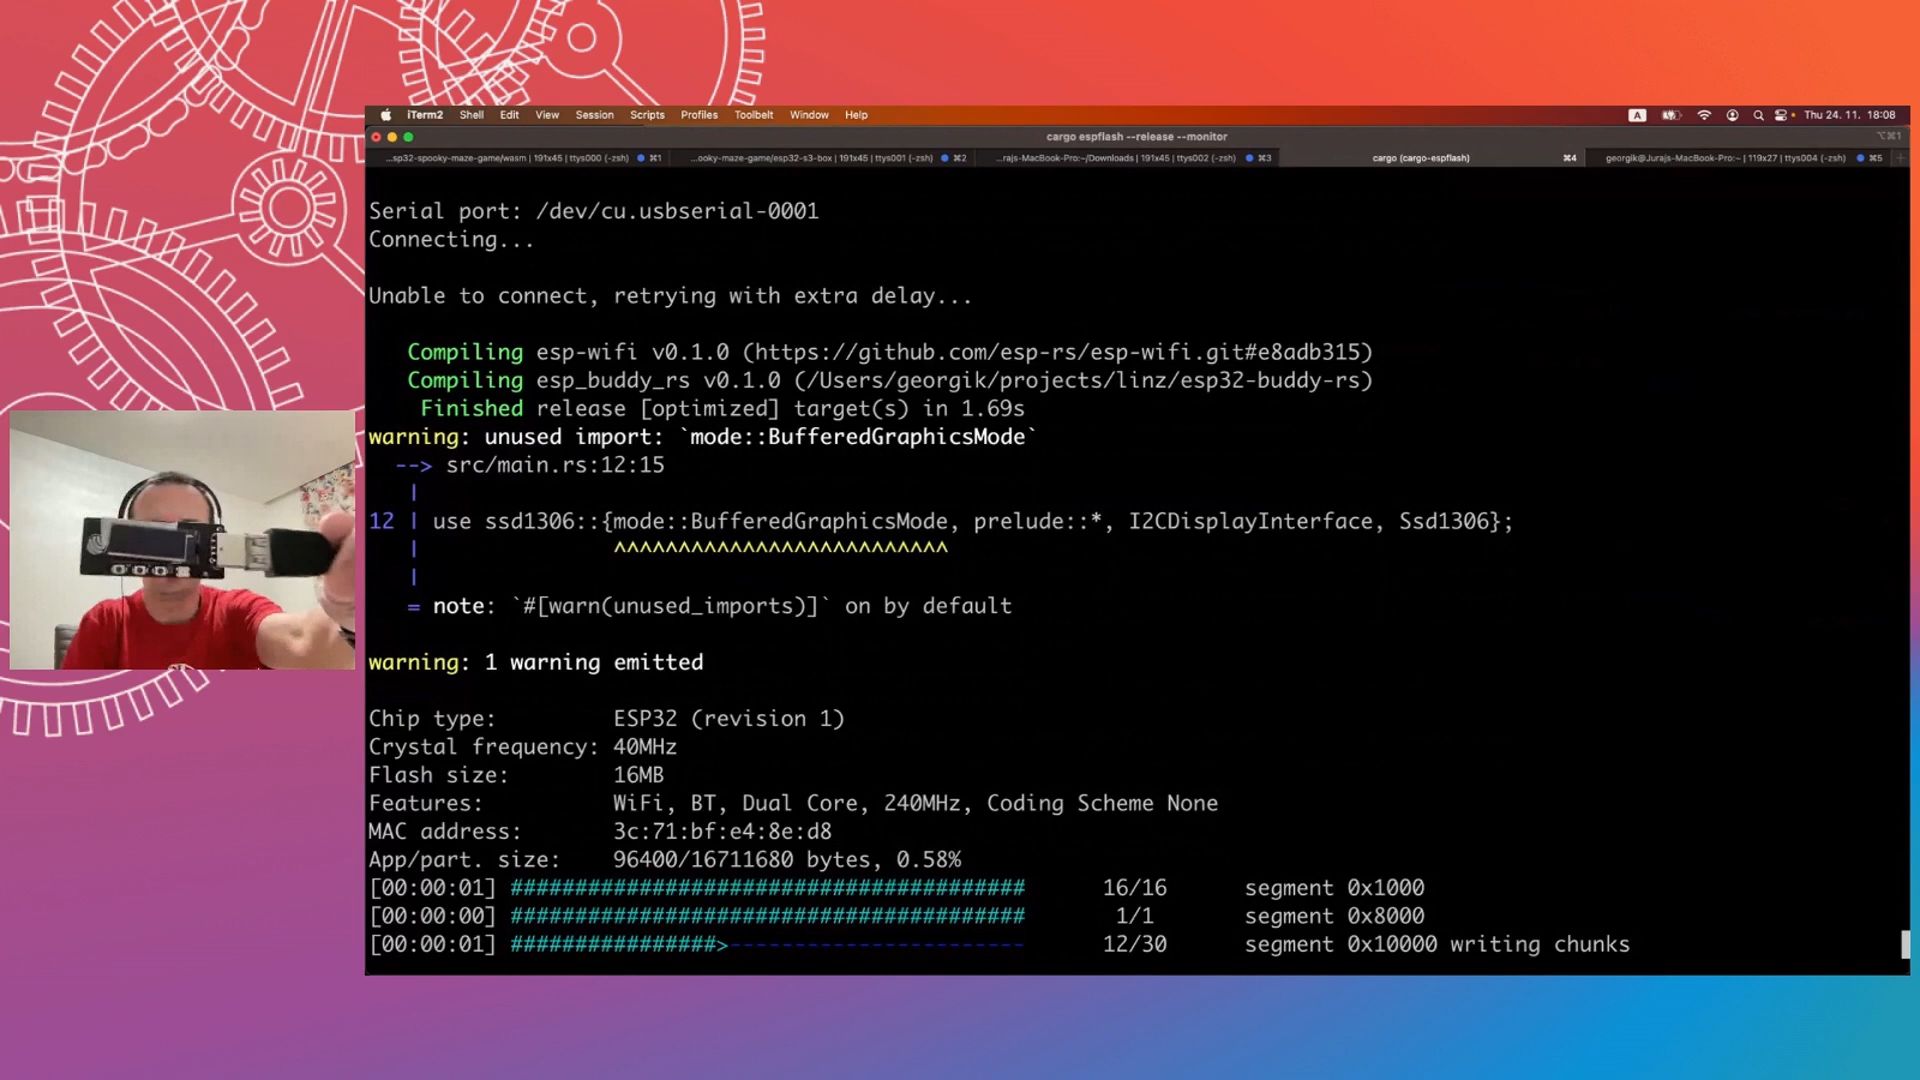 iTerm2 Shell Edit View Session Scripts Profiles Toolbelt Window Help A Thu 24. 11. 18:08
cargo espflash --release --monitor ⌥⌘1
...sp32-spooky-maze-game/wasm | 191x45 | ttys000 (-zsh) ⌘1 ...ooky-maze-game/esp32-s3-box | 191x45 | ttys001 (-zsh) ⌘2 ...rajs-MacBook-Pro:~/Downloads | 191x45 | ttys002 (-zsh) ⌘3 cargo (cargo-espflash) ⌘4 georgik@Jurajs-MacBook-Pro:~ | 119x27 | ttys004 (-zsh) ⌘5
Serial port: /dev/cu.usbserial-0001
Connecting...
Unable to connect, retrying with extra delay...
Compiling esp-wifi v0.1.0 (https://github.com/esp-rs/esp-wifi.git#e8adb315)
Compiling esp_buddy_rs v0.1.0 (/Users/georgik/projects/linz/esp32-buddy-rs)
Finished release [optimized] target(s) in 1.69s
warning: unused import: `mode::BufferedGraphicsMode`
--> src/main.rs:12:15
|
12 | use ssd1306::{mode::BufferedGraphicsMode, prelude::*, I2CDisplayInterface, Ssd1306};
| ^^^^^^^^^^^^^^^^^^^^^^^^^^
|
= note: `#[warn(unused_imports)]` on by default
warning: 1 warning emitted
Chip type: ESP32 (revision 1)
Crystal frequency: 40MHz
Flash size: 16MB
Features: WiFi, BT, Dual Core, 240MHz, Coding Scheme None
MAC address: 3c:71:bf:e4:8e:d8
App/part. size: 96400/16711680 bytes, 0.58%
[00:00:01] ######################################## 16/16 segment 0x1000
[00:00:00] ######################################## 1/1 segment 0x8000
[00:00:01] ################>----------------------- 12/30 segment 0x10000 writing chunks